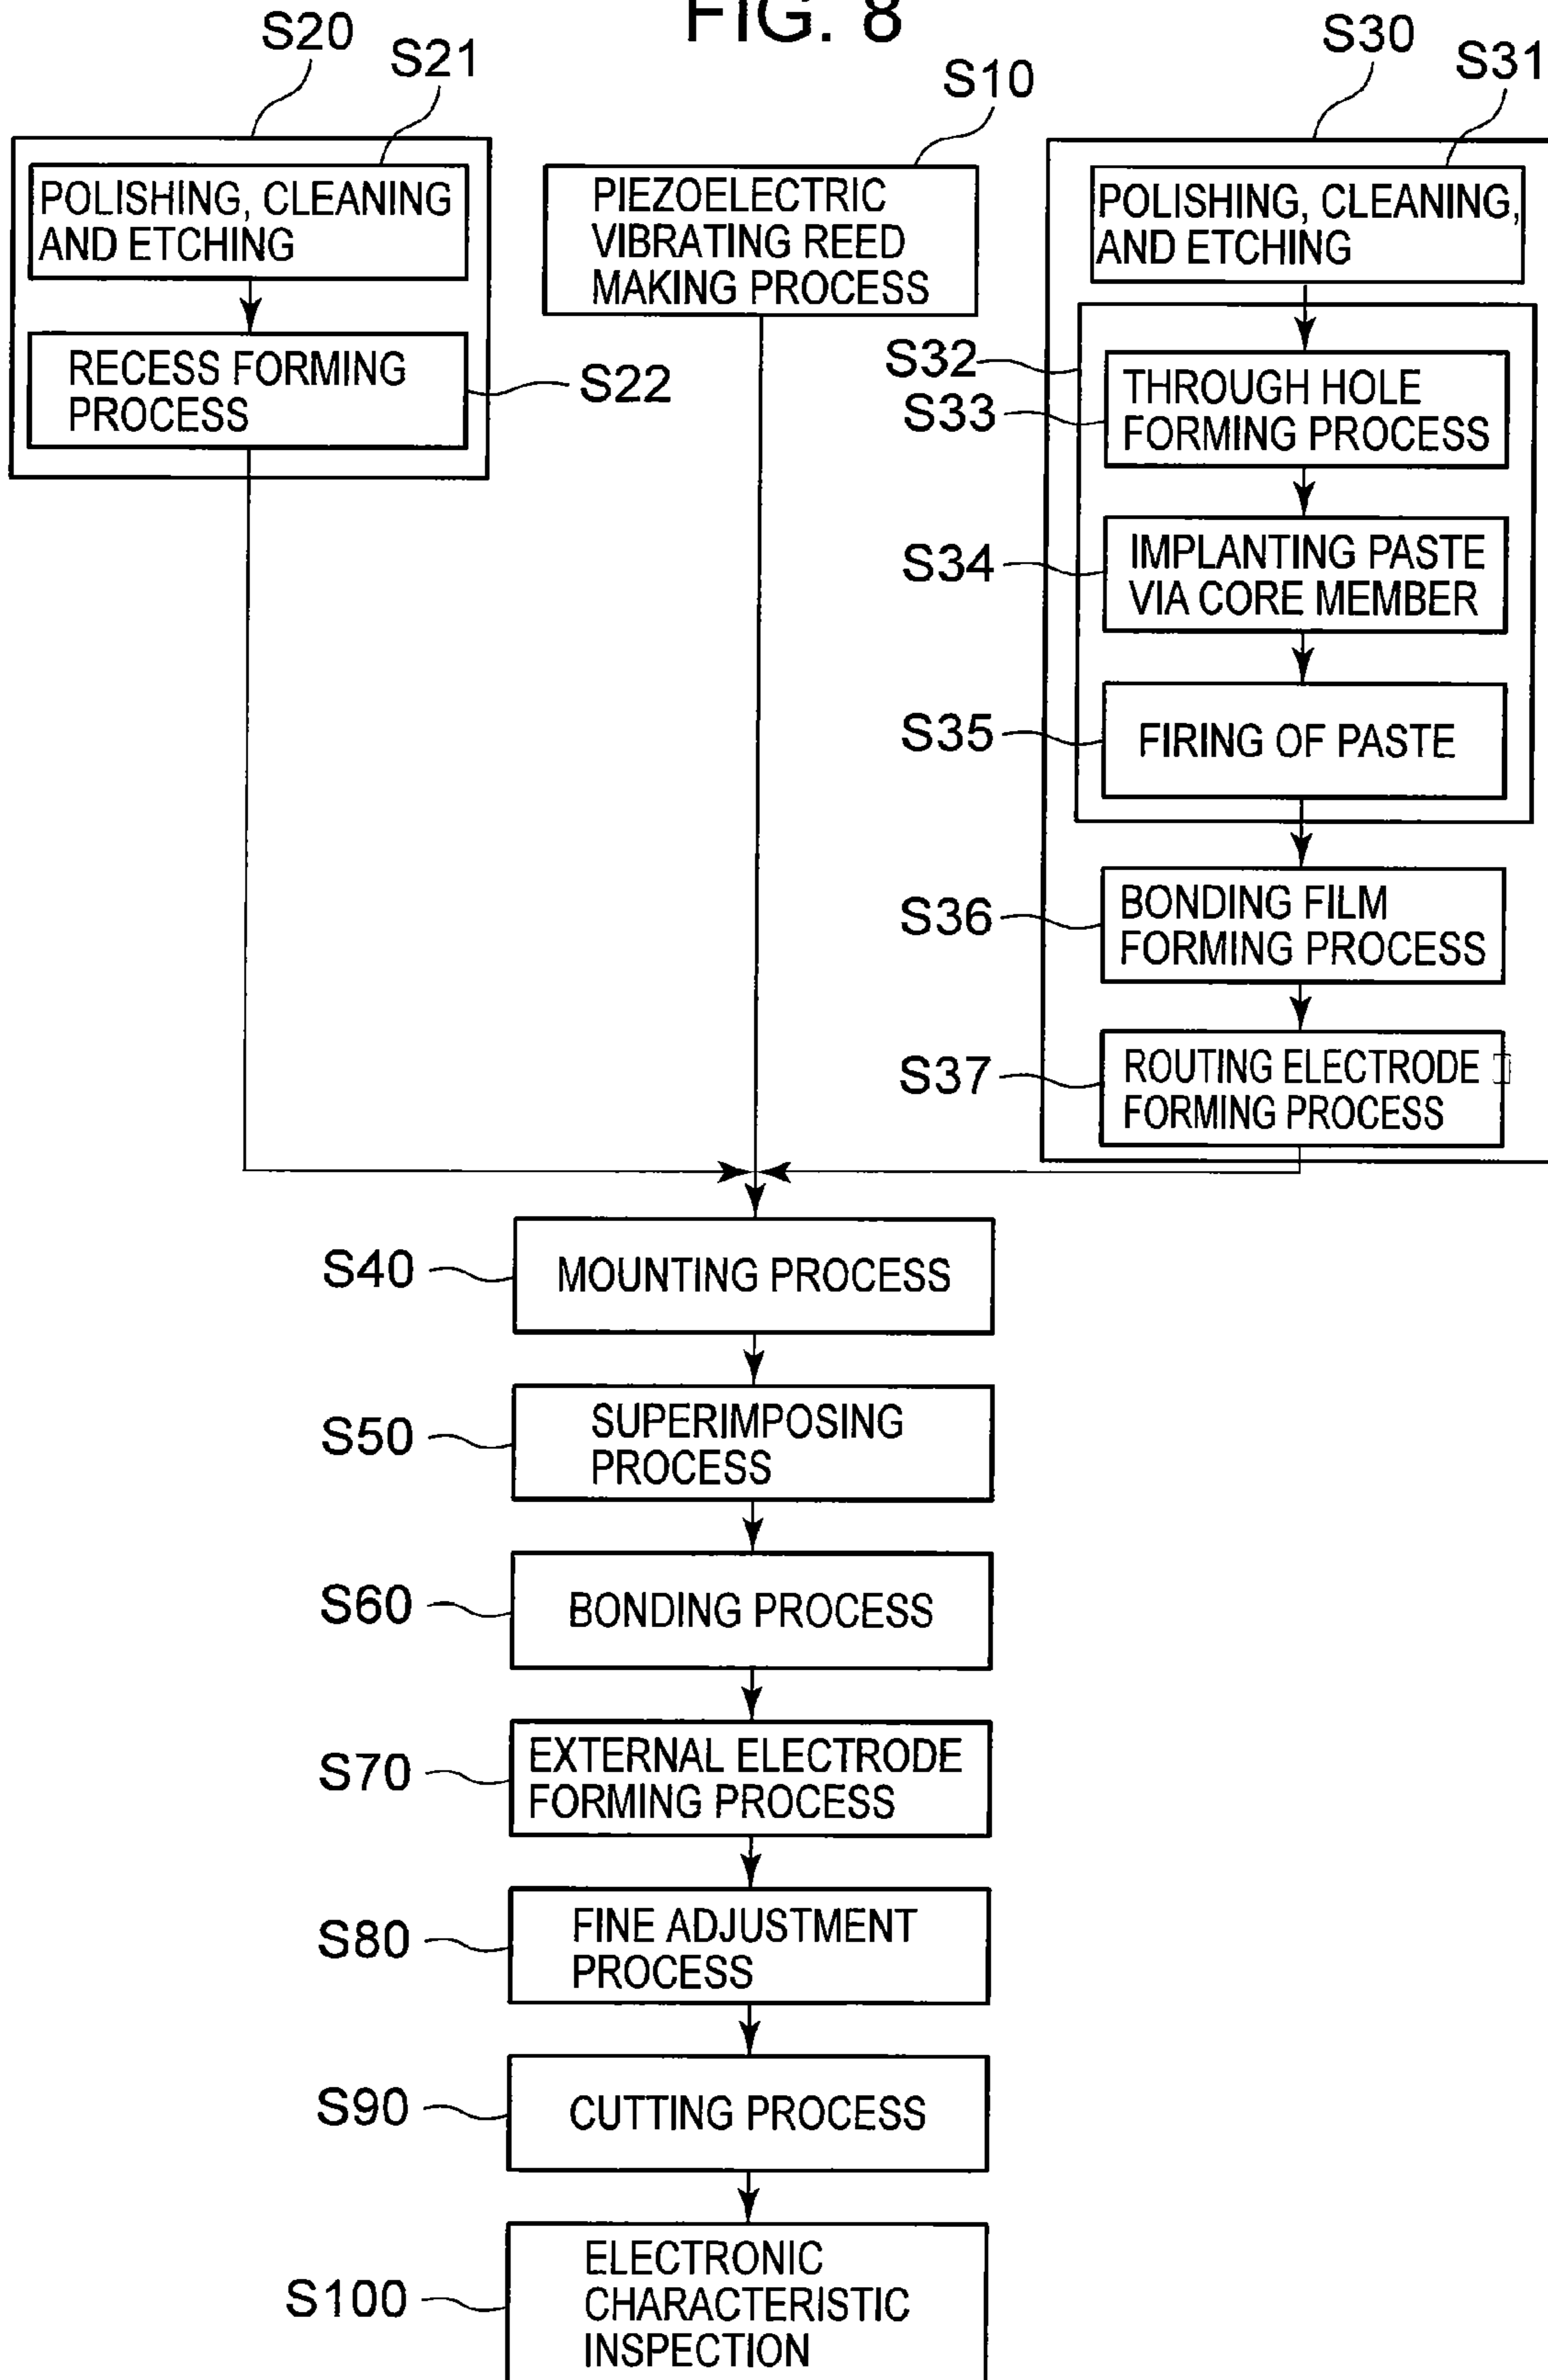 FIG. 8
S20
S21
POLISHING, CLEANING
AND ETCHING
RECESS FORMING
PROCESS
S22
S10
PIEZOELECTRIC
VIBRATING REED
MAKING PROCESS
S30
S31
POLISHING, CLEANING,
AND ETCHING
S32
S33
THROUGH HOLE
FORMING PROCESS
S34
IMPLANTING PASTE
VIA CORE MEMBER
S35
FIRING OF PASTE
S36
BONDING FILM
FORMING PROCESS
S37
ROUTING ELECTRODE
FORMING PROCESS
S40
MOUNTING PROCESS
S50
SUPERIMPOSING
PROCESS
S60
BONDING PROCESS
S70
EXTERNAL ELECTRODE
FORMING PROCESS
S80
FINE ADJUSTMENT
PROCESS
S90
CUTTING PROCESS
S100
ELECTRONIC
CHARACTERISTIC
INSPECTION